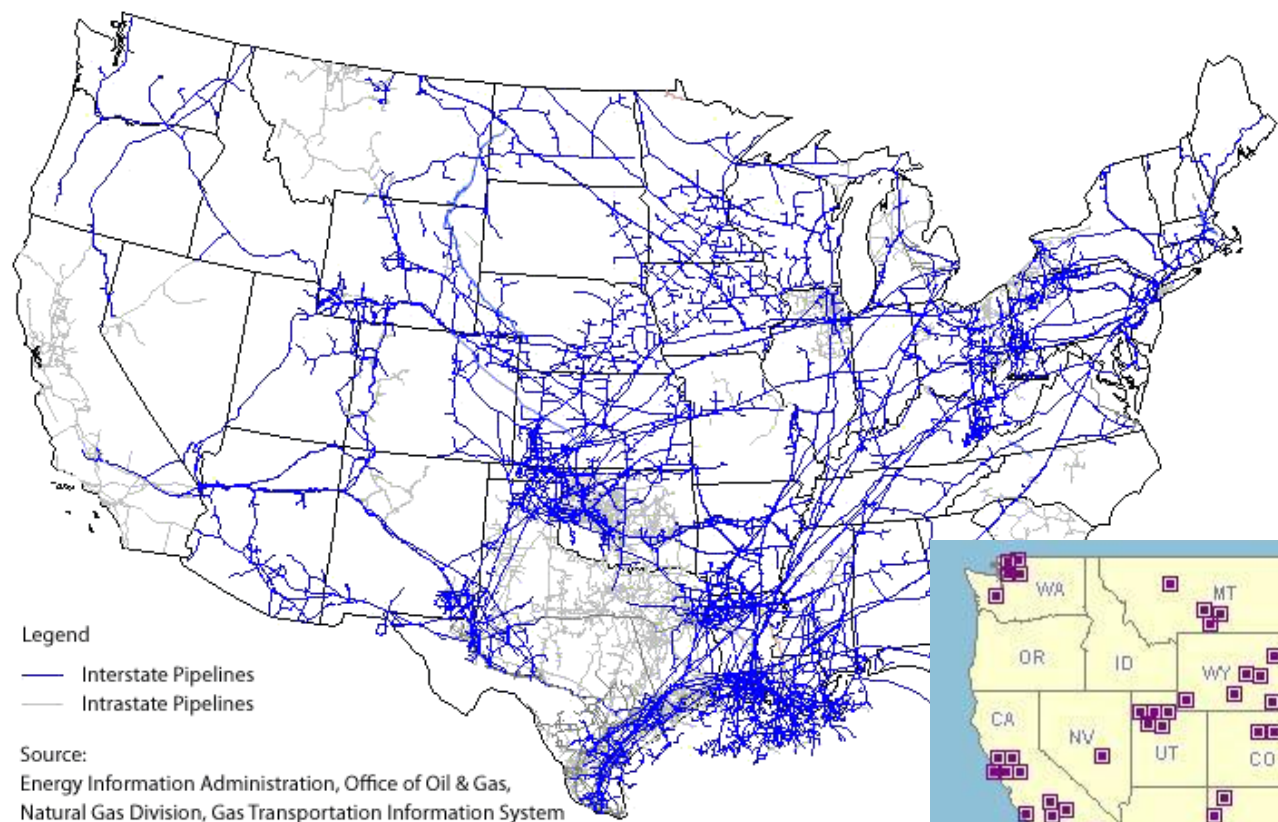 Legend
Interstate Pipelines
Intrastate Pipelines
Source:
Energy Information Administration, Office of Oil & Gas,
Natural Gas Division, Gas Transportation Information System
WA
MT
OR
ID
WY
CA
NV
UT
CO